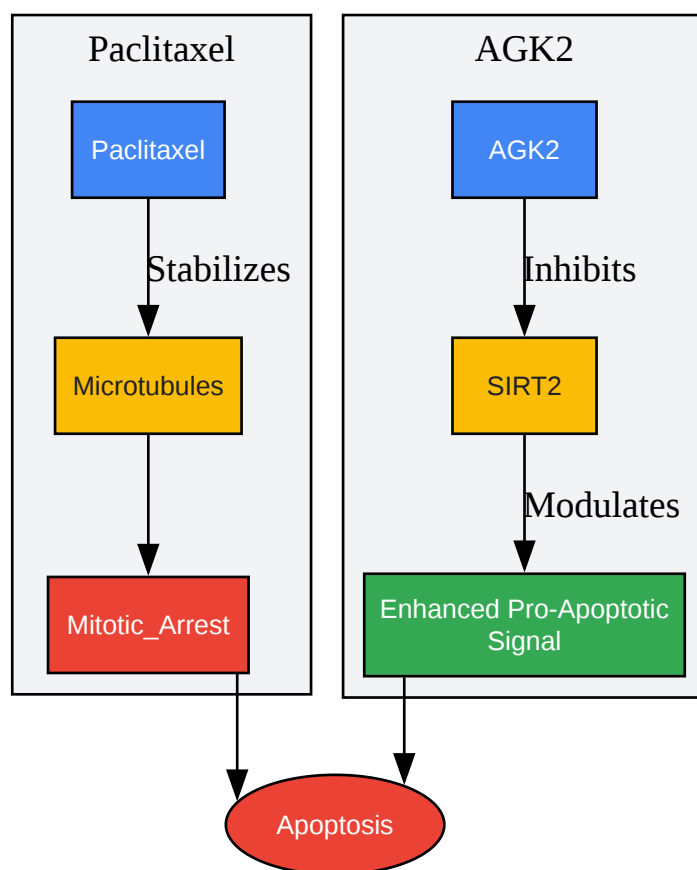 Paclitaxel
Paclitaxel
Stabilizes
Microtubules
Mitotic_Arrest
AGK2
AGK2
Inhibits
SIRT2
Modulates
Enhanced Pro-Apoptotic
Signal
Apoptosis